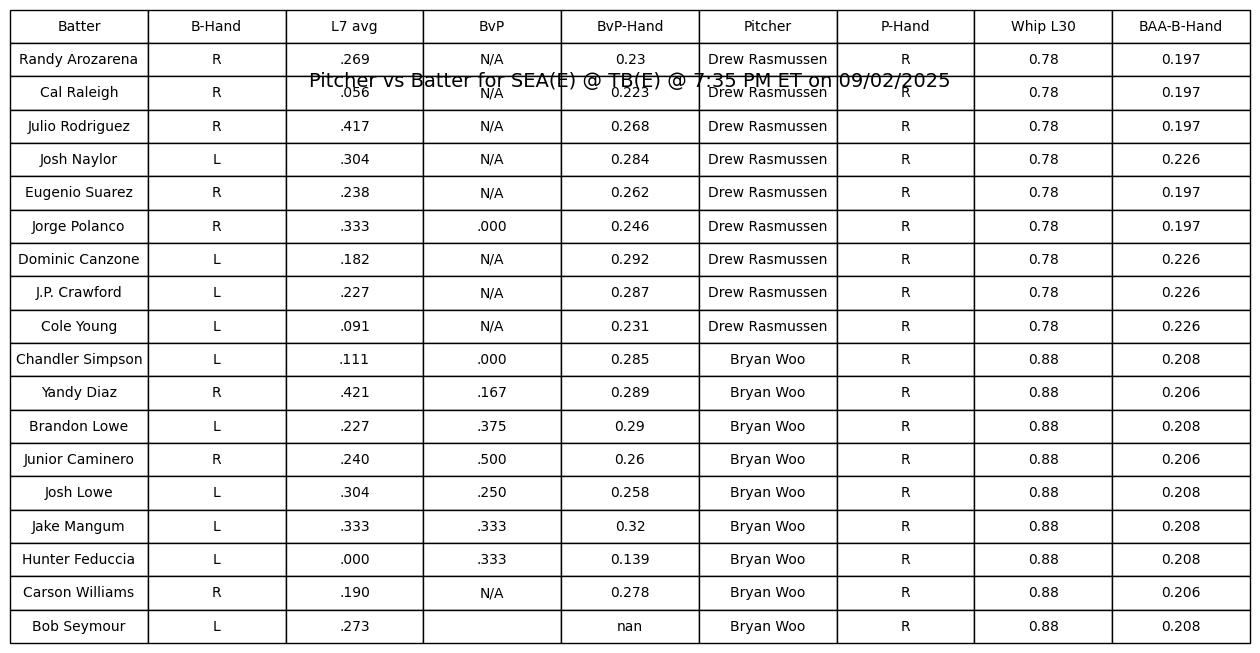 Batter B-Hand L7 avg BvP BvP-Hand Pitcher P-Hand Whip L30 BAA-B-Hand
Randy Arozarena R .269 N/A 0.23 Drew Rasmussen R 0.78 0.197
Pitcher vs Batter for SEA(E) @ TB(E) @ 7:35 PM ET on 09/02/2025
Cal Raleigh R .056 N/A 0.223 Drew Rasmussen R 0.78 0.197
Julio Rodriguez R .417 N/A 0.268 Drew Rasmussen R 0.78 0.197
Josh Naylor L .304 N/A 0.284 Drew Rasmussen R 0.78 0.226
Eugenio Suarez R .238 N/A 0.262 Drew Rasmussen R 0.78 0.197
Jorge Polanco R .333 .000 0.246 Drew Rasmussen R 0.78 0.197
Dominic Canzone L .182 N/A 0.292 Drew Rasmussen R 0.78 0.226
J.P. Crawford L .227 N/A 0.287 Drew Rasmussen R 0.78 0.226
Cole Young L .091 N/A 0.231 Drew Rasmussen R 0.78 0.226
Chandler Simpson L .111 .000 0.285 Bryan Woo R 0.88 0.208
Yandy Diaz R .421 .167 0.289 Bryan Woo R 0.88 0.206
Brandon Lowe L .227 .375 0.29 Bryan Woo R 0.88 0.208
Junior Caminero R .240 .500 0.26 Bryan Woo R 0.88 0.206
Josh Lowe L .304 .250 0.258 Bryan Woo R 0.88 0.208
Jake Mangum L .333 .333 0.32 Bryan Woo R 0.88 0.208
Hunter Feduccia L .000 .333 0.139 Bryan Woo R 0.88 0.208
Carson Williams R .190 N/A 0.278 Bryan Woo R 0.88 0.206
Bob Seymour L .273 nan Bryan Woo R 0.88 0.208